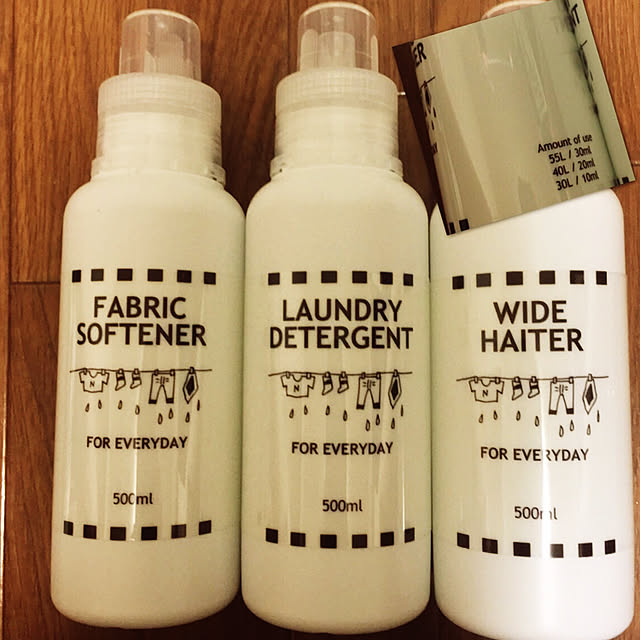 FABRIC
SOFTENER
N
FOR EVERYDAY
500ml
LAUNDRY
DETERGENT
N
FOR EVERYDAY
500ml
WIDE
HAITER
N
FOR EVERYDAY
500ml
ER
Amount of use
55L / 30ml
40L / 20ml
30L / 10ml